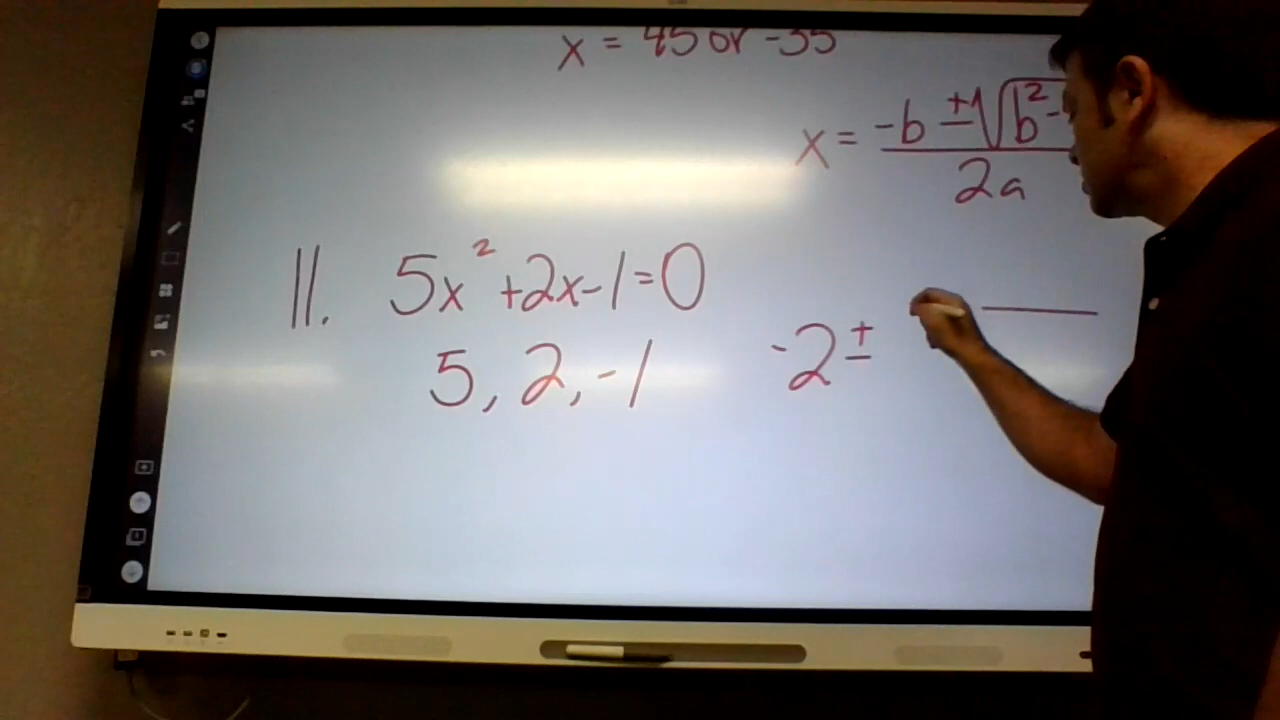 x = 45 or -35
x = -b ± √b² -
2a
11. 5x² +2x-1=0
5, 2, -1
-2 ±